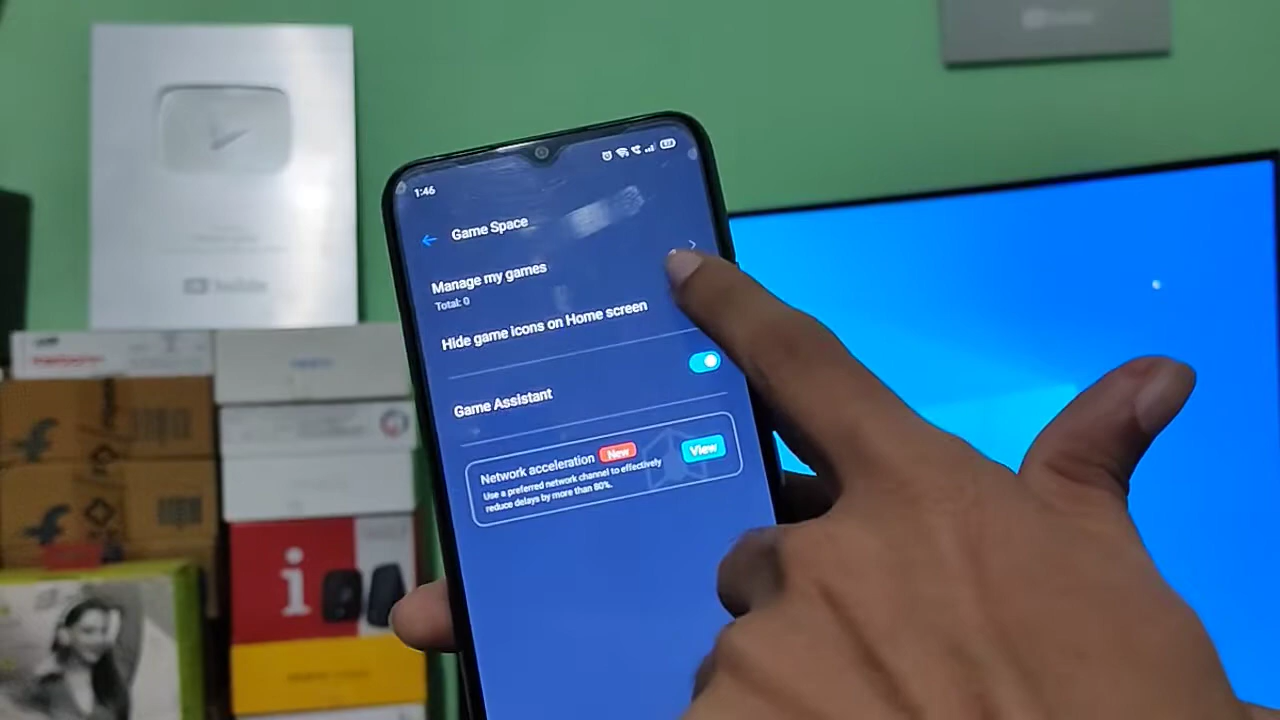 1:46
Game Space
Manage my games
Total: 0
Hide game icons on Home screen
Game Assistant
Network acceleration New
Use a preferred network channel to effectively
reduce delays by more than 80%.
View
i